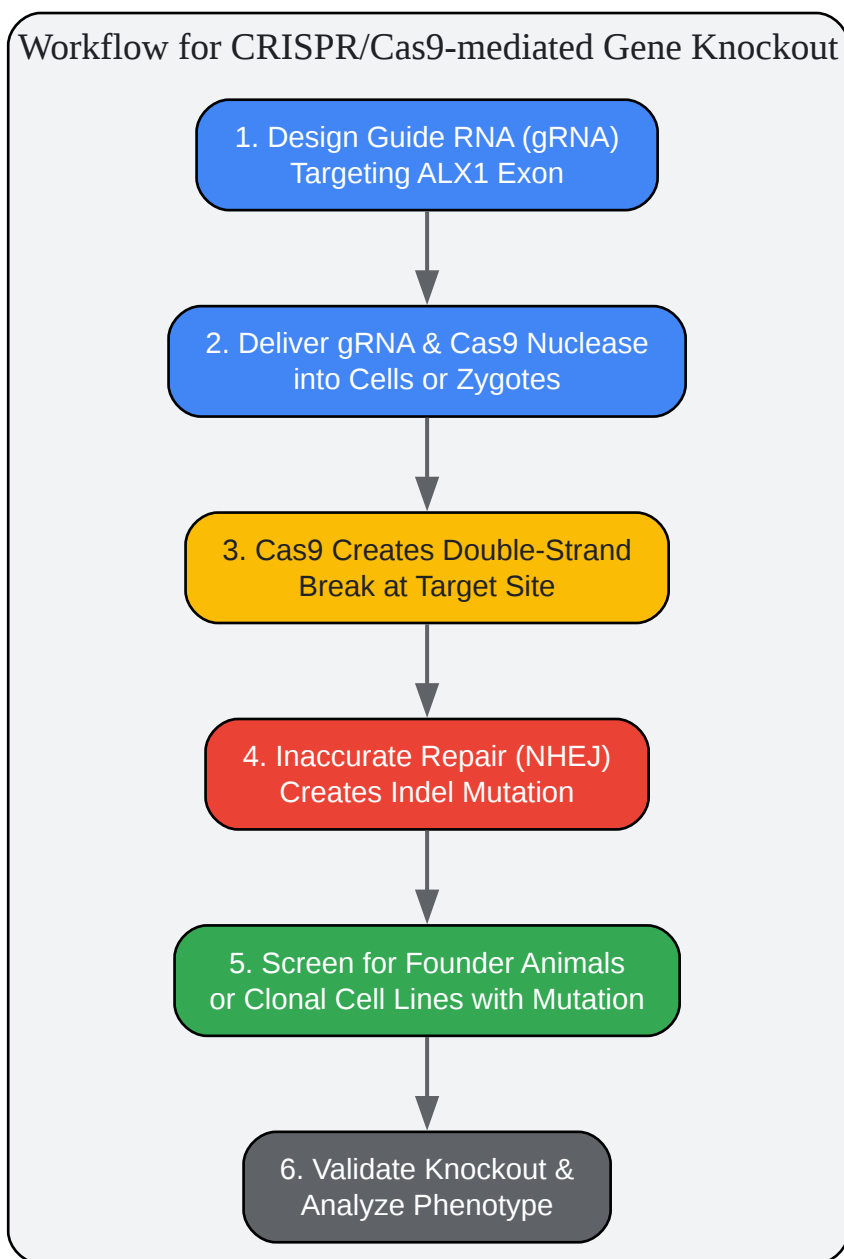 Workflow for CRISPR/Cas9-mediated Gene Knockout
1. Design Guide RNA (gRNA)
Targeting ALX1 Exon
2. Deliver gRNA & Cas9 Nuclease
into Cells or Zygotes
3. Cas9 Creates Double-Strand
Break at Target Site
4. Inaccurate Repair (NHEJ)
Creates Indel Mutation
5. Screen for Founder Animals
or Clonal Cell Lines with Mutation
6. Validate Knockout &
Analyze Phenotype